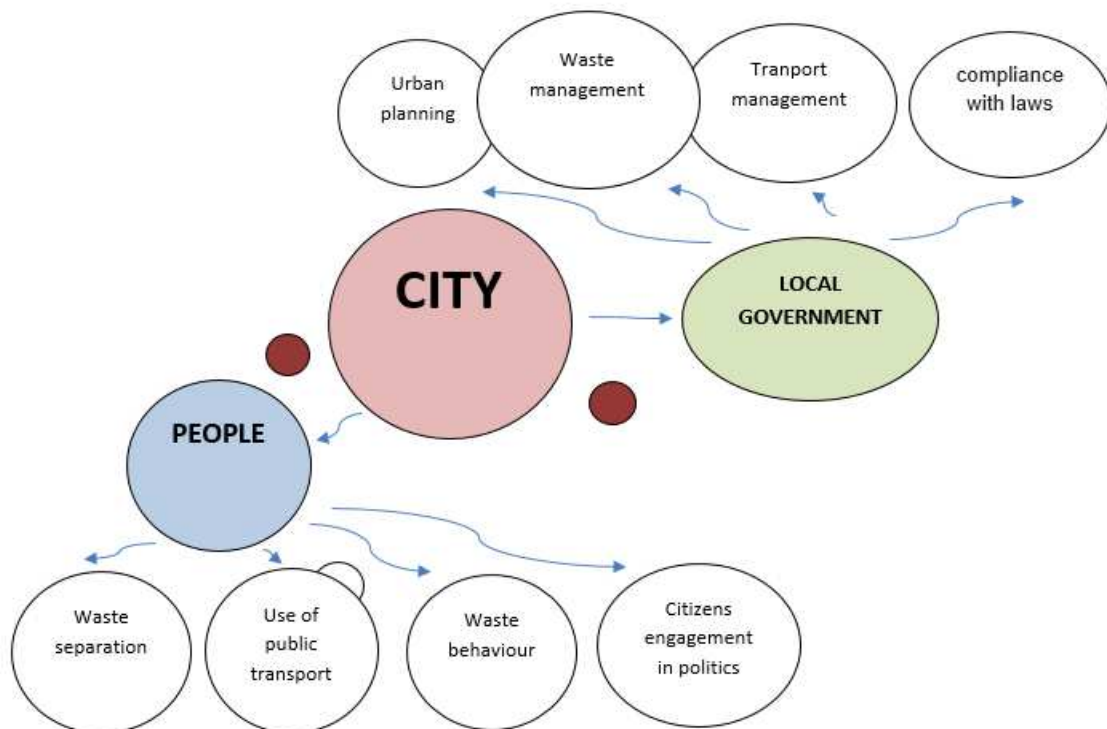 Urban
planning
Waste
management
Tranport
management
compliance
with laws
CITY
LOCAL
GOVERNMENT
PEOPLE
Waste
separation
Use of
public
transport
Waste
behaviour
Citizens
engagement
in politics